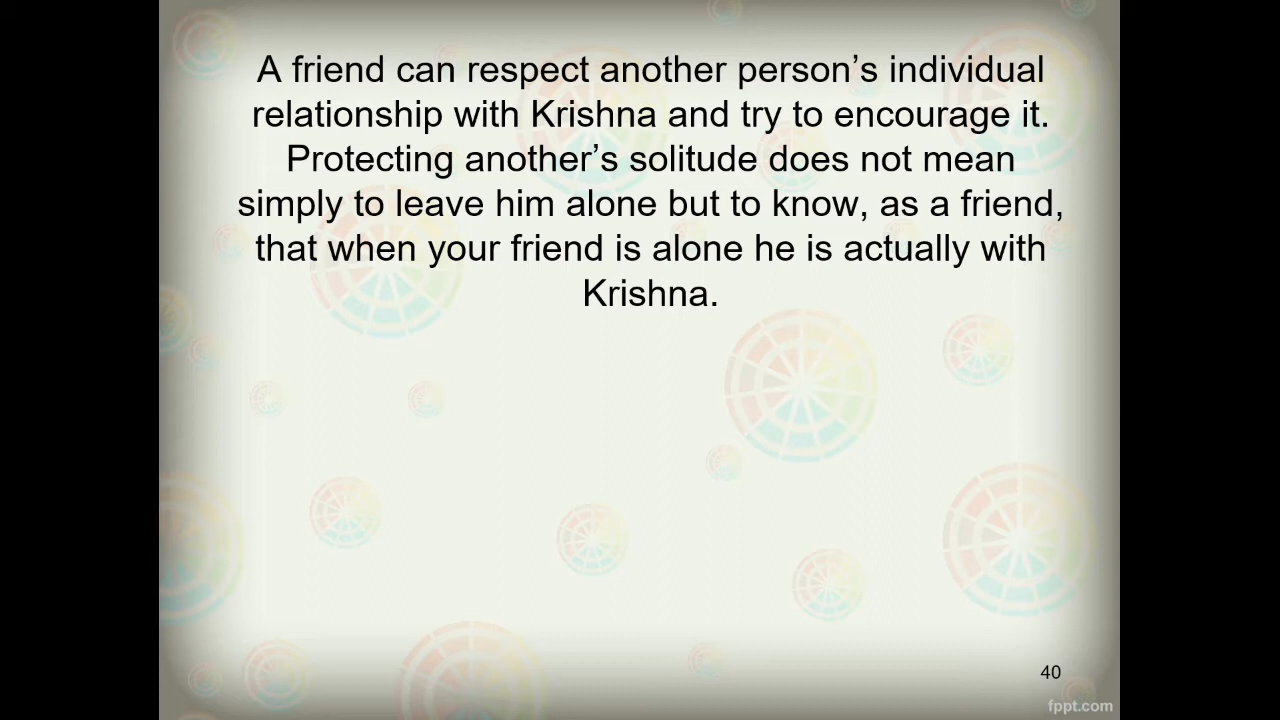 A friend can respect another person’s individual
relationship with Krishna and try to encourage it.
Protecting another’s solitude does not mean
simply to leave him alone but to know, as a friend,
that when your friend is alone he is actually with
Krishna.
40
fppt.com